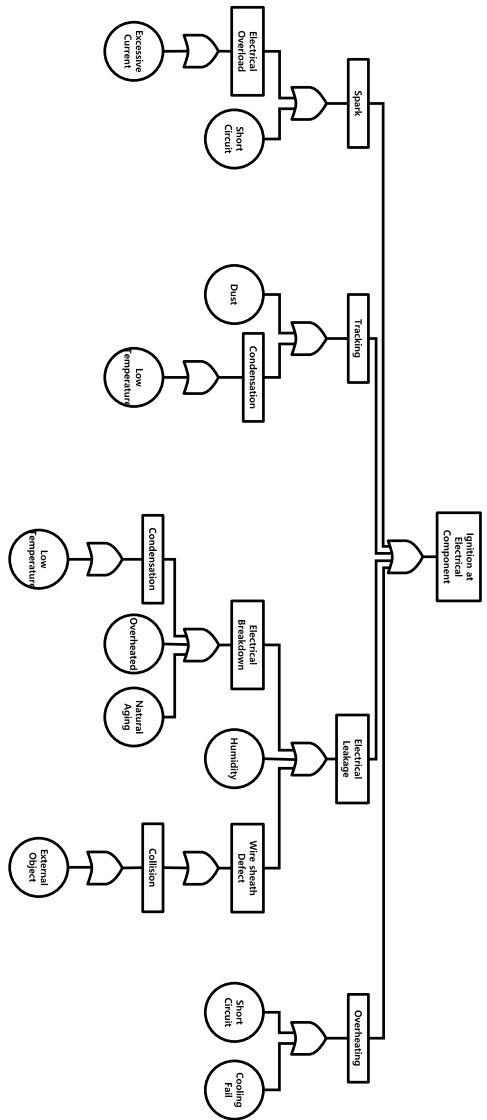 Ignition at
Electrical
Component
Spark
Tracking
Electrical
Leakage
Overheating
Electrical
Overload
Short
Circuit
Dust
Condensation
Electrical
Breakdown
Humidity
Wire sheath
Defect
Short
Circuit
Cooling
Fail
Excessive
Current
Low
Temperature
Condensation
Overheated
Natural
Aging
Collision
Low
Temperature
External
Object